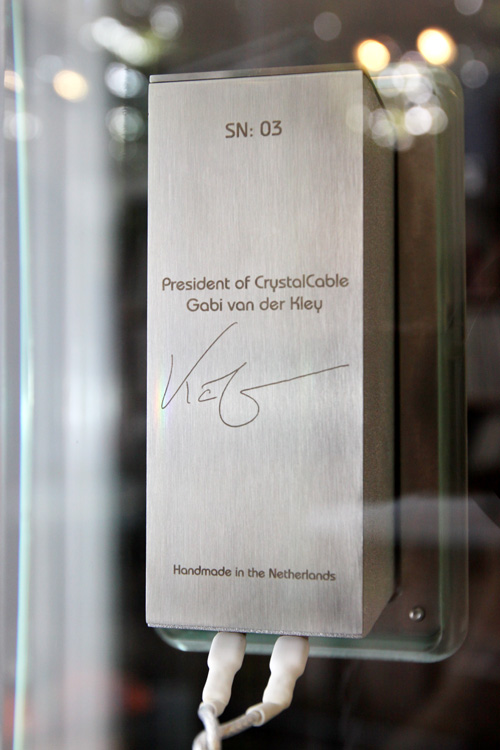 SN: 03
President of CrystalCable
Gabi van der Kley
Handmade in the Netherlands